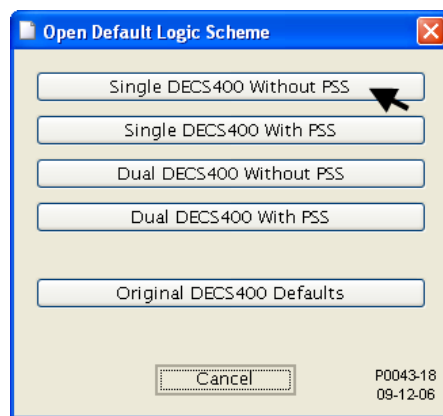 Open Default Logic Scheme
Single DECS400 Without PSS
Single DECS400 With PSS
Dual DECS400 Without PSS
Dual DECS400 With PSS
Original DECS400 Defaults
Cancel
P0043-18
09-12-06